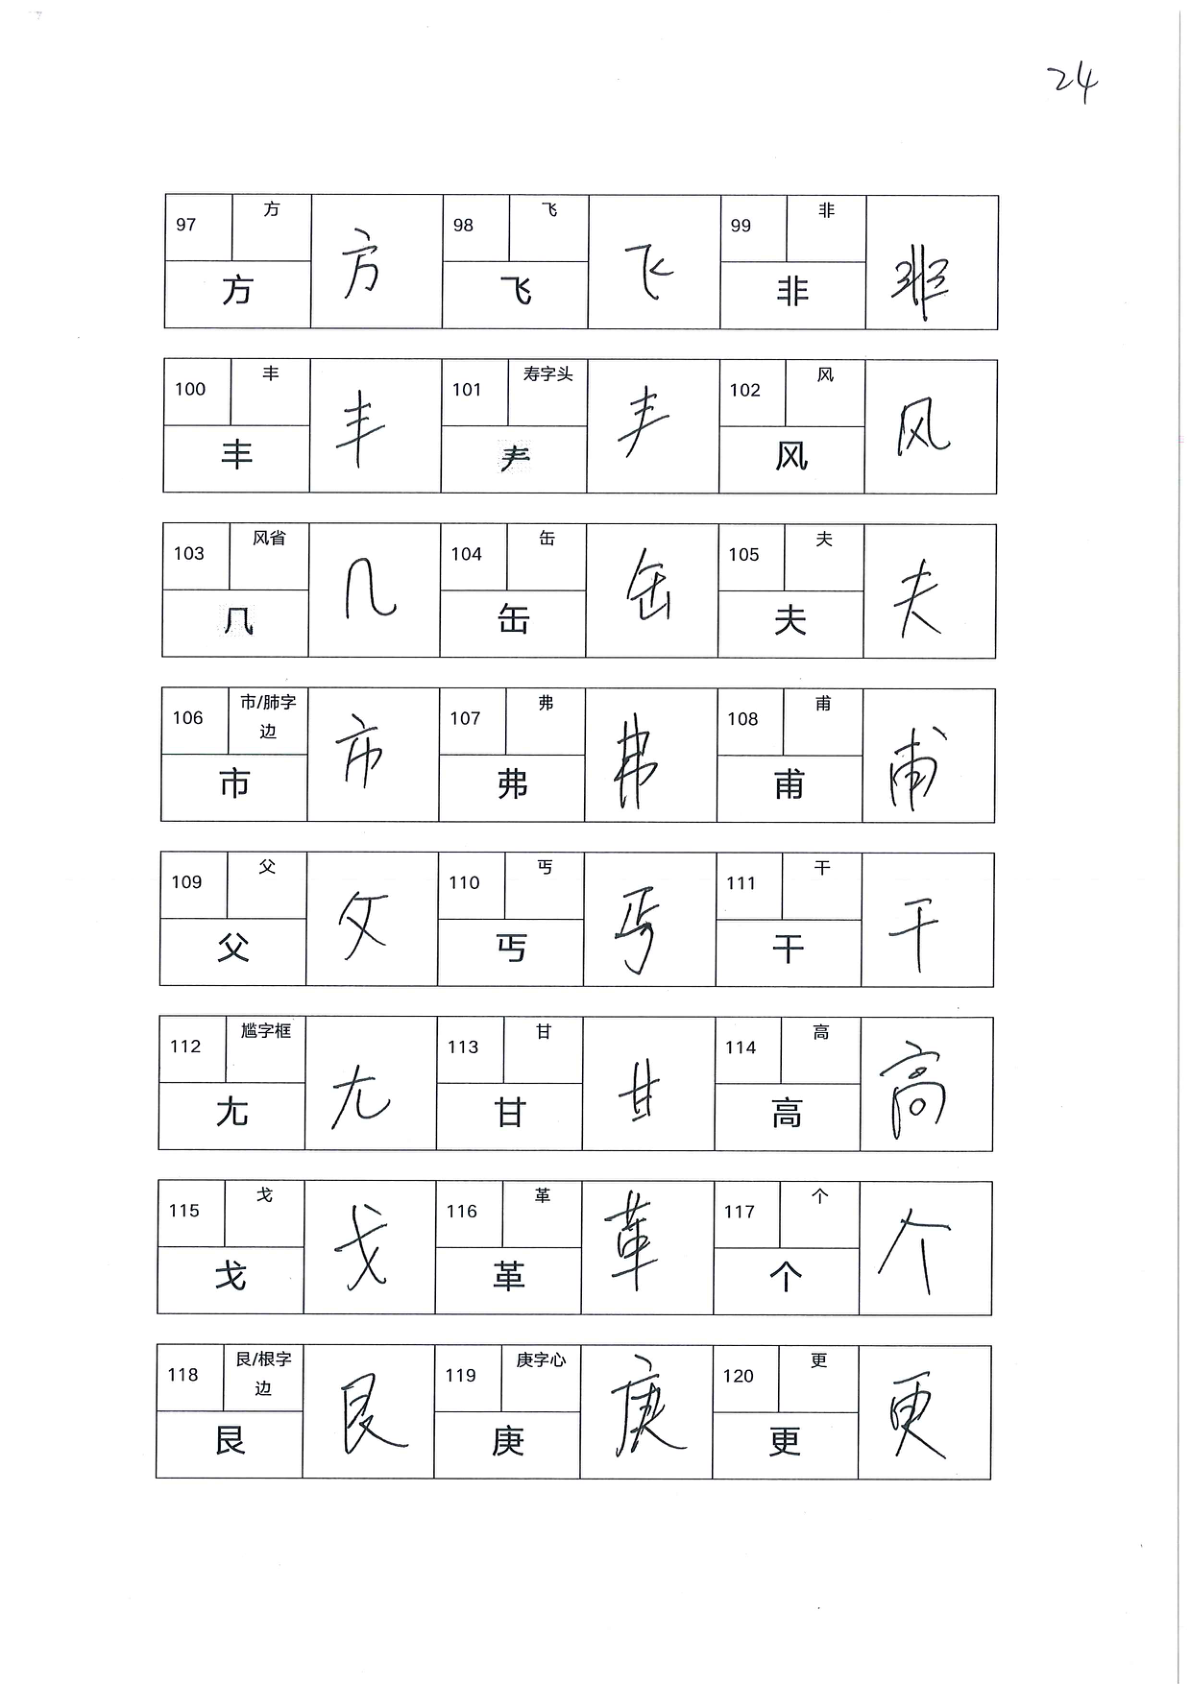 24
97 方 方 98 飞 飞 99 非 非
方 飞 非
100 丰 丰 101 寿字头 𡗗 102 风 风
丰 风
103 风省 几 104 缶 缶 105 夫 夫
几 缶 夫
106 市/肺字边 市 107 弗 弗 108 甫 甫
市 弗 甫
109 父 父 110 丐 丐 111 干 干
父 丐 干
112 尴字框 尢 113 甘 甘 114 高 高
尢 甘 高
115 戈 戈 116 革 革 117 个 个
戈 革 个
118 艮/根字边 艮 119 庚字心 庚 120 更 更
艮 庚 更